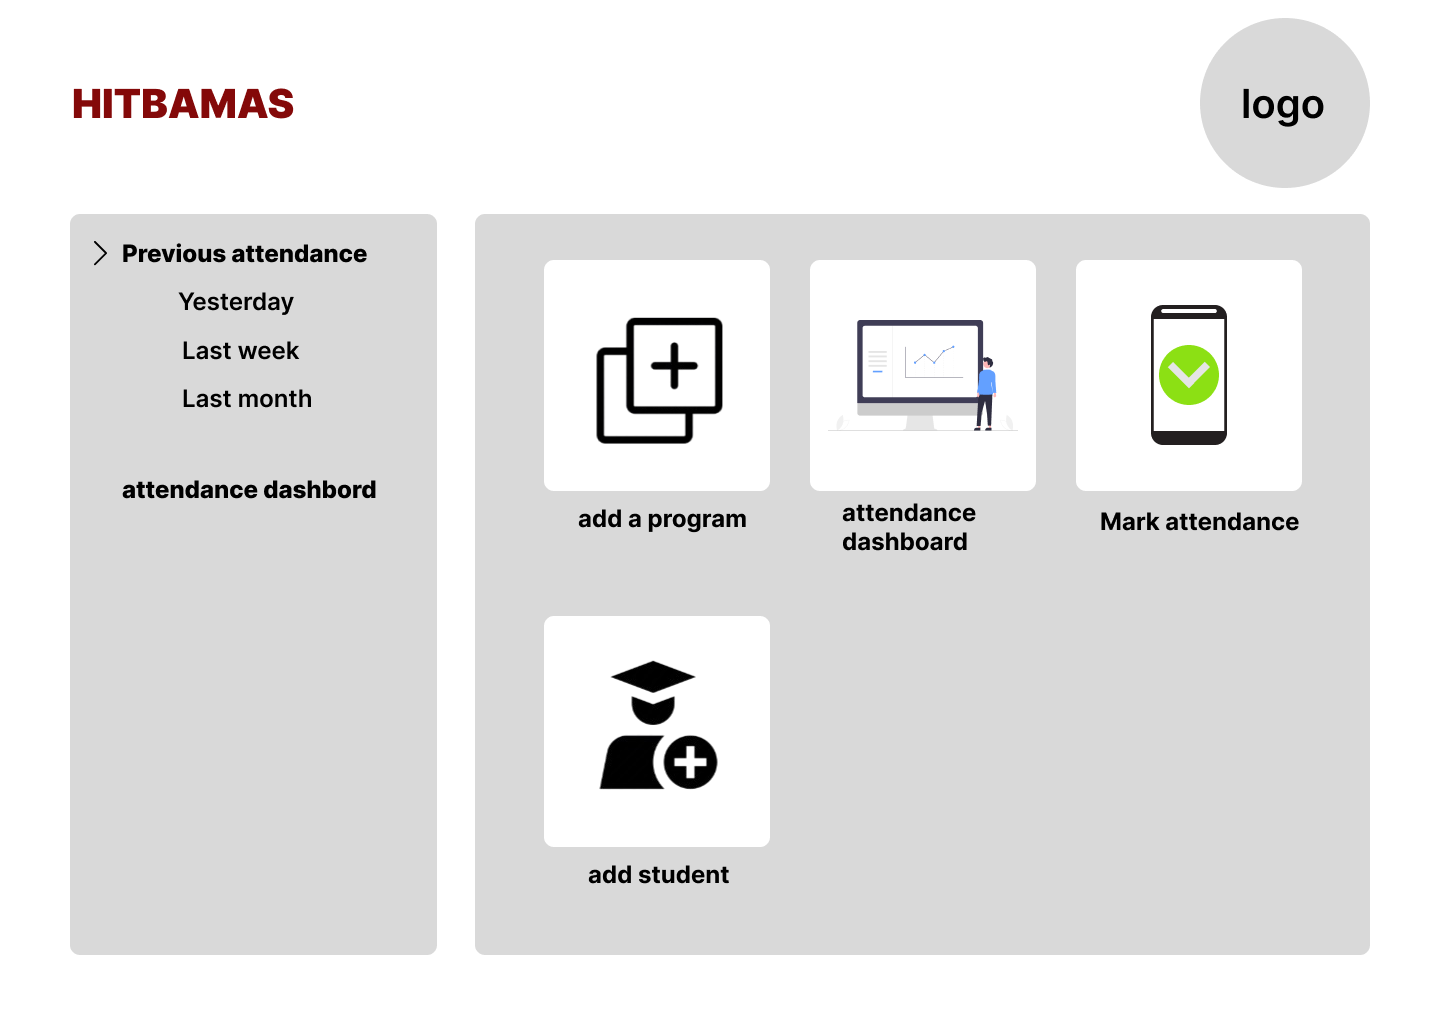 HITBAMAS
logo
Previous attendance
Yesterday
Last week
Last month
attendance dashbord
add a program
attendance
dashboard
Mark attendance
add student